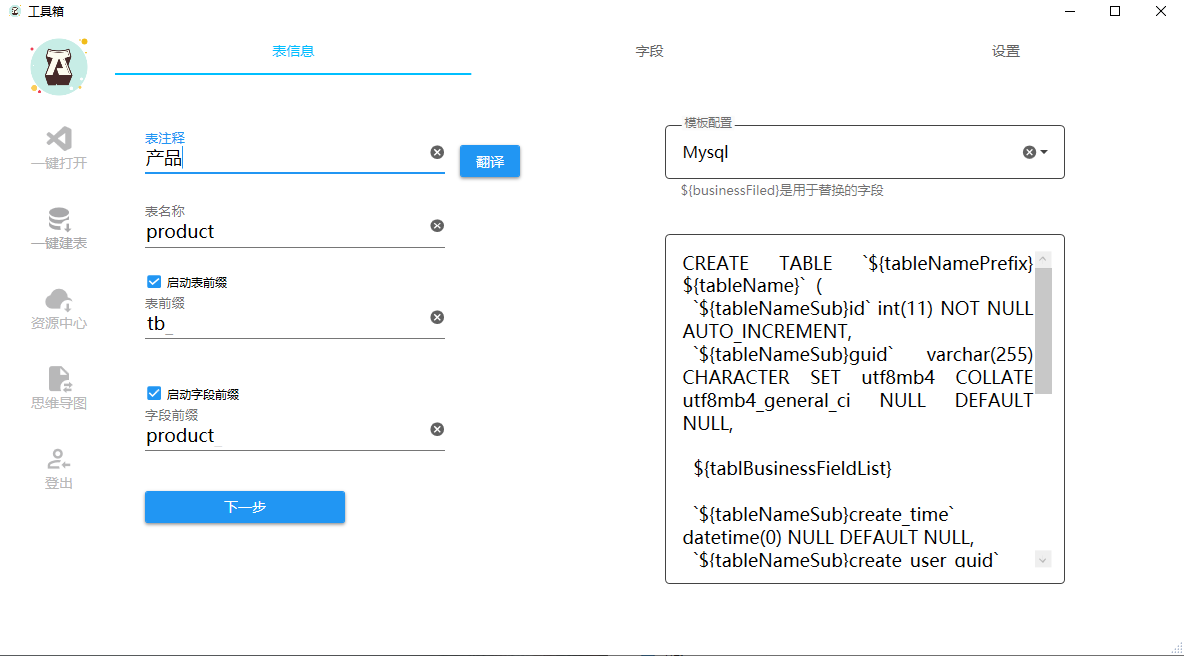 工具箱
表信息
字段
设置
一键打开
一键建表
资源中心
思维导图
登出
表注释
产品
翻译
表名称
product
启动表前缀
表前缀
tb_
启动字段前缀
字段前缀
product_
下一步
模板配置
Mysql
${businessFiled}是用于替换的字段
CREATE TABLE `${tableNamePrefix}
${tableName}` (
`${tableNameSub}id` int(11) NOT NULL
AUTO_INCREMENT,
`${tableNameSub}guid` varchar(255)
CHARACTER SET utf8mb4 COLLATE
utf8mb4_general_ci NULL DEFAULT
NULL,
${tablBusinessFieldList}
`${tableNameSub}create_time`
datetime(0) NULL DEFAULT NULL,
`${tableNameSub}create_user_guid`